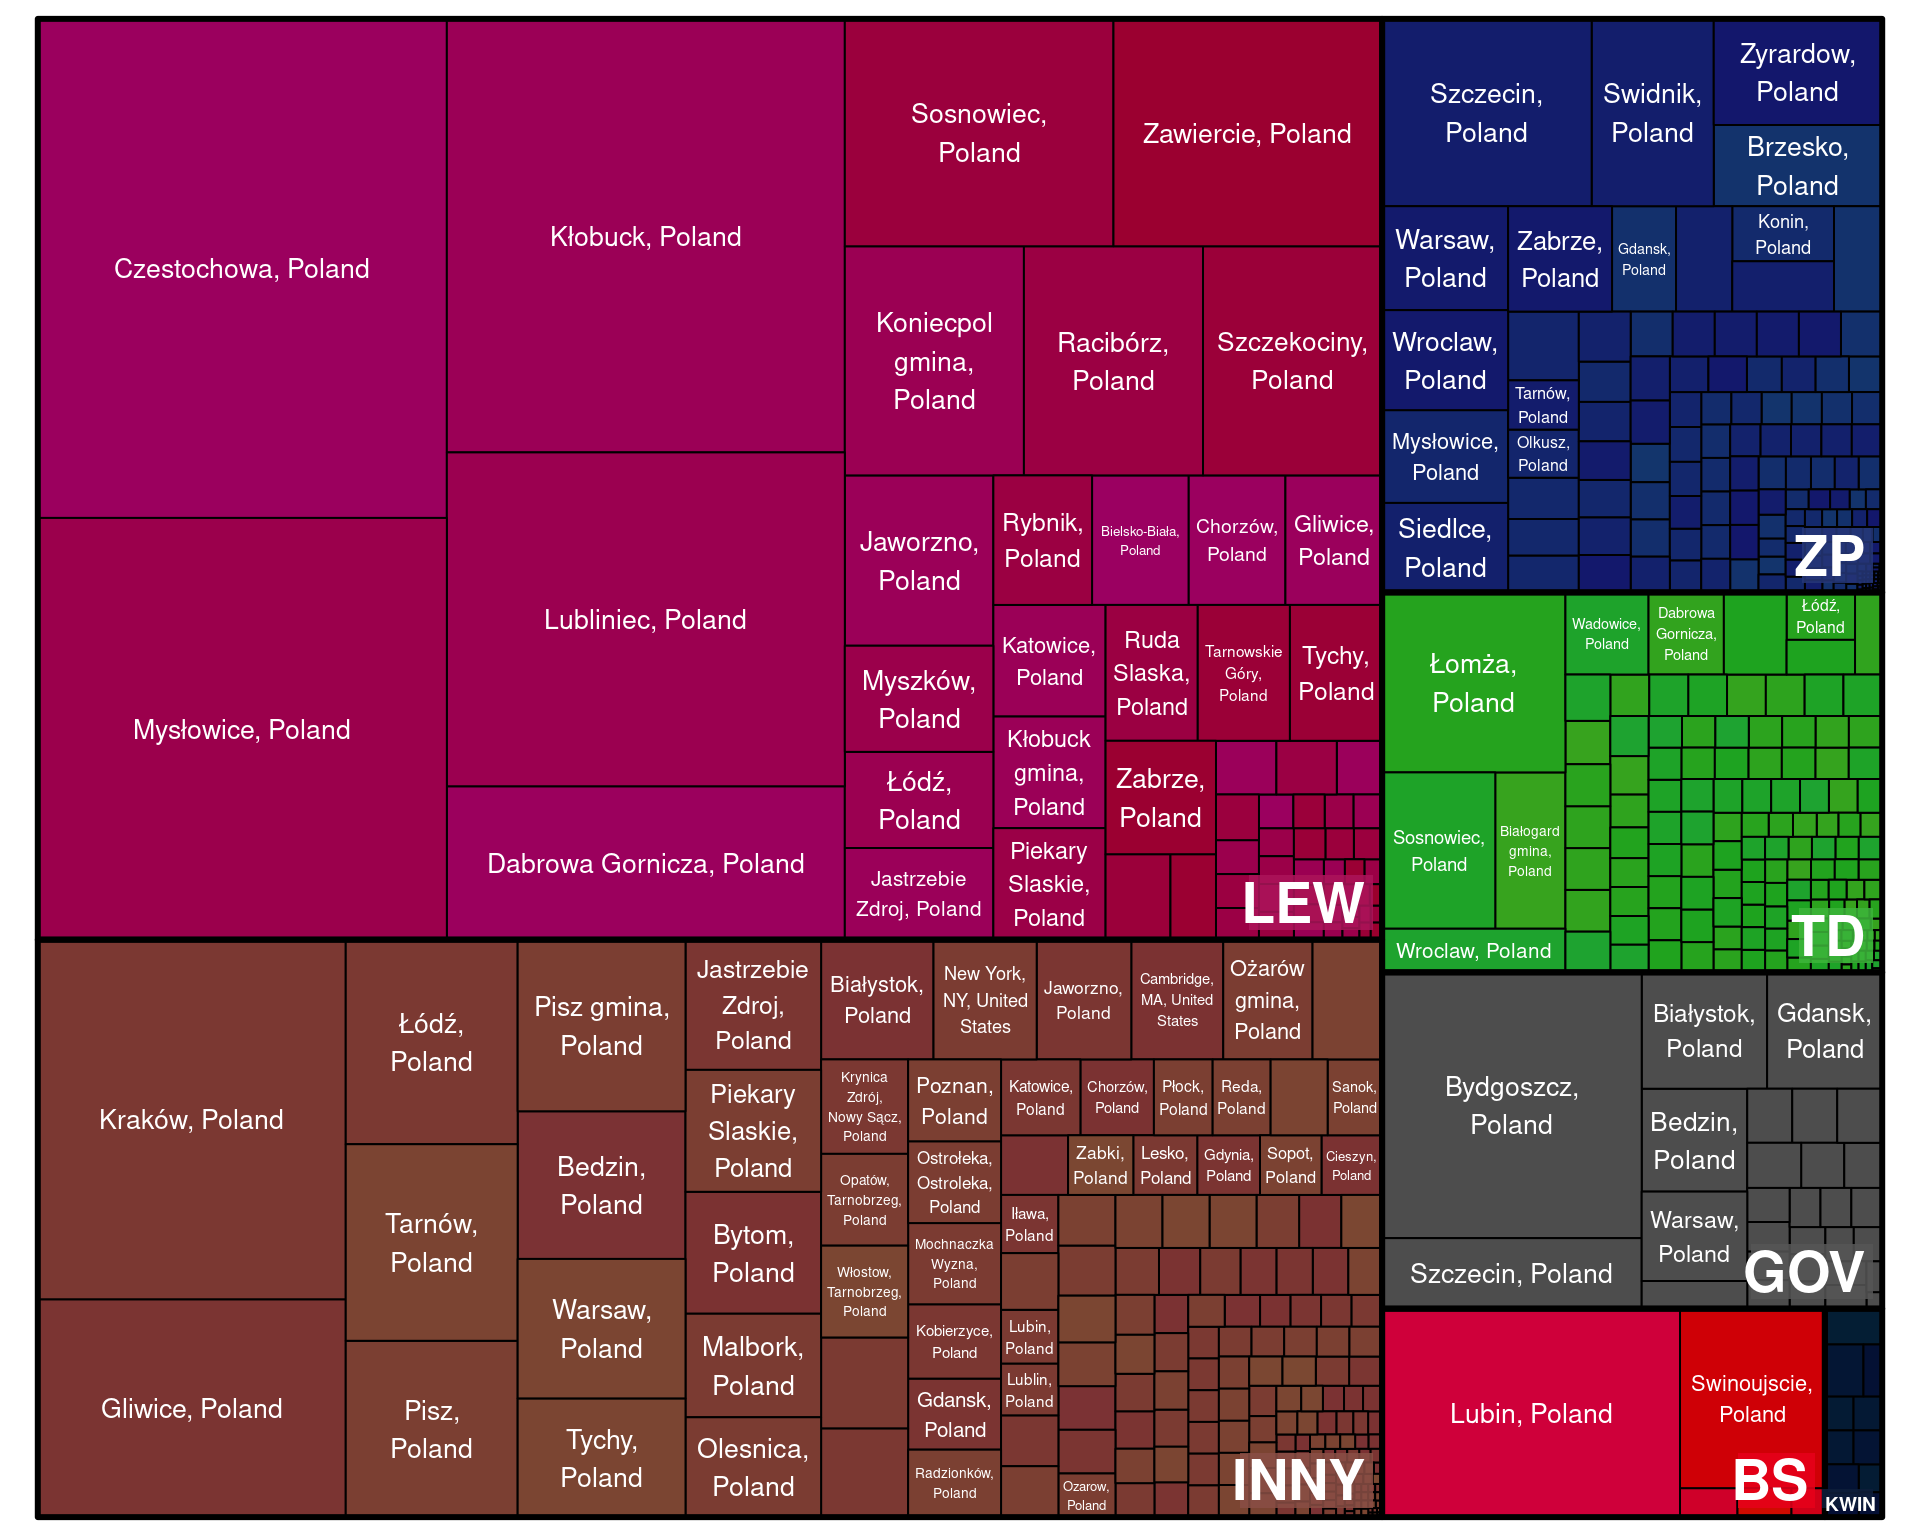 Czestochowa, Poland
Mysłowice, Poland
Kłobuck, Poland
Lubliniec, Poland
Dabrowa Gornicza, Poland
Sosnowiec,
Poland
Zawiercie, Poland
Koniecpol
gmina,
Poland
Racibórz,
Poland
Szczekociny,
Poland
Jaworzno,
Poland
Myszków,
Poland
Łódź,
Poland
Jastrzebie
Zdroj, Poland
Rybnik,
Poland
Bielsko-Biała,
Poland
Chorzów,
Poland
Gliwice,
Poland
Katowice,
Poland
Kłobuck
gmina,
Poland
Piekary
Slaskie,
Poland
Ruda
Slaska,
Poland
Tarnowskie
Góry,
Poland
Tychy,
Poland
Zabrze,
Poland
LEW
Szczecin,
Poland
Swidnik,
Poland
Zyrardow,
Poland
Brzesko,
Poland
Warsaw,
Poland
Zabrze,
Poland
Gdansk,
Poland
Konin,
Poland
Wroclaw,
Poland
Tarnów,
Poland
Olkusz,
Poland
Mysłowice,
Poland
Siedlce,
Poland
ZP
Łomża,
Poland
Wadowice,
Poland
Dabrowa
Gornicza,
Poland
Łódź,
Poland
Sosnowiec,
Poland
Białogard
gmina,
Poland
Wroclaw, Poland
TD
Bydgoszcz,
Poland
Szczecin, Poland
Białystok,
Poland
Gdansk,
Poland
Bedzin,
Poland
Warsaw,
Poland
GOV
Lubin, Poland
Swinoujscie,
Poland
BS
KWIN
Kraków, Poland
Gliwice, Poland
Łódź,
Poland
Tarnów,
Poland
Pisz,
Poland
Pisz gmina,
Poland
Bedzin,
Poland
Warsaw,
Poland
Tychy,
Poland
Jastrzebie
Zdroj,
Poland
Piekary
Slaskie,
Poland
Bytom,
Poland
Malbork,
Poland
Olesnica,
Poland
Białystok,
Poland
New York,
NY, United
States
Jaworzno,
Poland
Cambridge,
MA, United
States
Ożarów
gmina,
Poland
Krynica
Zdrój,
Nowy Sącz,
Poland
Opatów,
Tarnobrzeg,
Poland
Włostow,
Tarnobrzeg,
Poland
Poznan,
Poland
Ostrołeka,
Ostroleka,
Poland
Mochnaczka
Wyzna,
Poland
Kobierzyce,
Poland
Gdansk,
Poland
Radzionków,
Poland
Katowice,
Poland
Chorzów,
Poland
Płock,
Poland
Reda,
Poland
Sanok,
Poland
Zabki,
Poland
Lesko,
Poland
Gdynia,
Poland
Sopot,
Poland
Cieszyn,
Poland
Iława,
Poland
Lubin,
Poland
Lublin,
Poland
Ozarow,
Poland
INNY